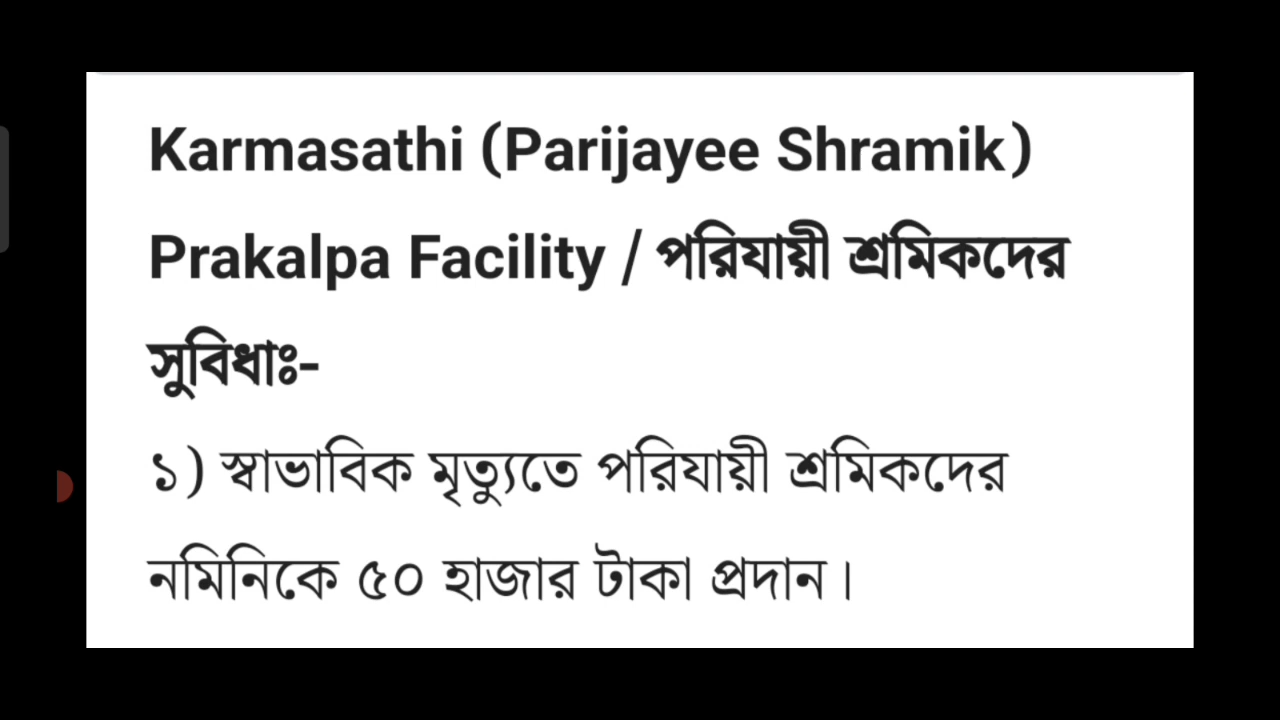 Karmasathi (Parijayee Shramik)
Prakalpa Facility / পরিযায়ী শ্রমিকদের
সুবিধাঃ-
১) স্বাভাবিক মৃত্যুতে পরিযায়ী শ্রমিকদের
নমিনিকে ৫০ হাজার টাকা প্রদান।